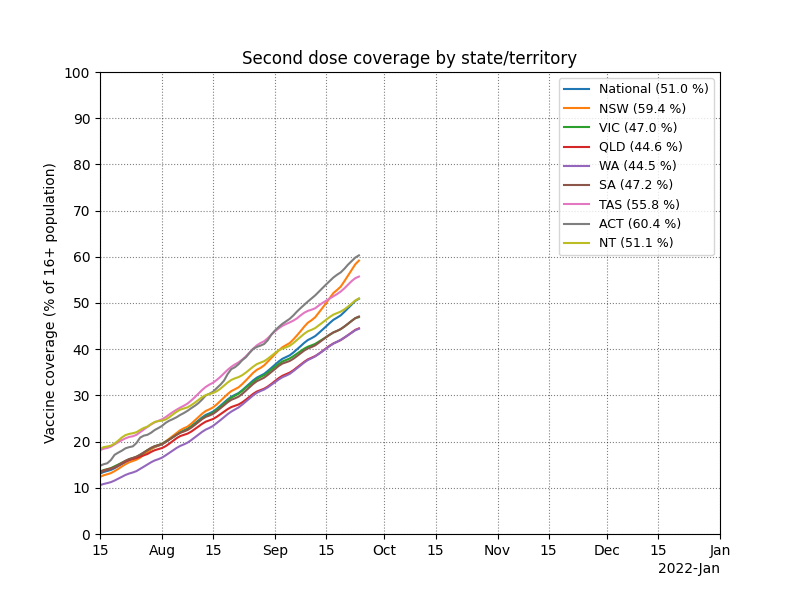 Second dose coverage by state/territory
Vaccine coverage (% of 16+ population)
100
90
80
70
60
50
40
30
20
10
0
National (51.0 %)
NSW (59.4 %)
VIC (47.0 %)
QLD (44.6 %)
WA (44.5 %)
SA (47.2 %)
TAS (55.8 %)
ACT (60.4 %)
NT (51.1 %)
15 Aug 15 Sep 15 Oct 15 Nov 15 Dec 15 Jan
2022-Jan